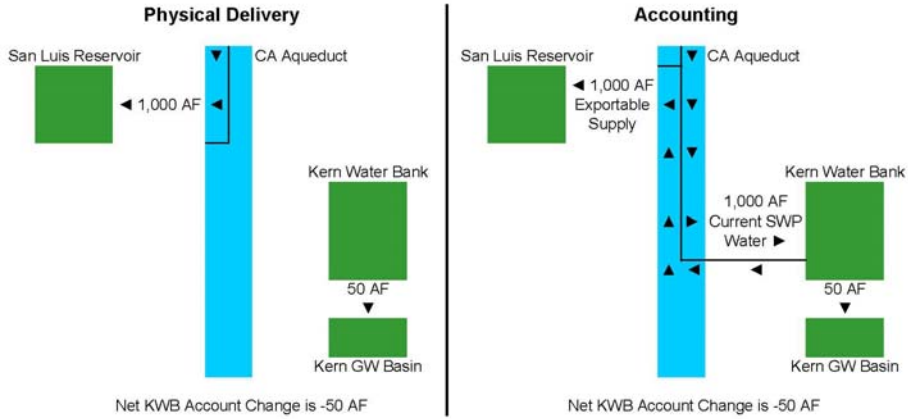 Physical Delivery
San Luis Reservoir
CA Aqueduct
◄ 1,000 AF
Kern Water Bank
50 AF
Kern GW Basin
Net KWB Account Change is -50 AF
Accounting
San Luis Reservoir
CA Aqueduct
◄ 1,000 AF
Exportable
Supply
Kern Water Bank
1,000 AF
Current SWP
Water ►
50 AF
Kern GW Basin
Net KWB Account Change is -50 AF